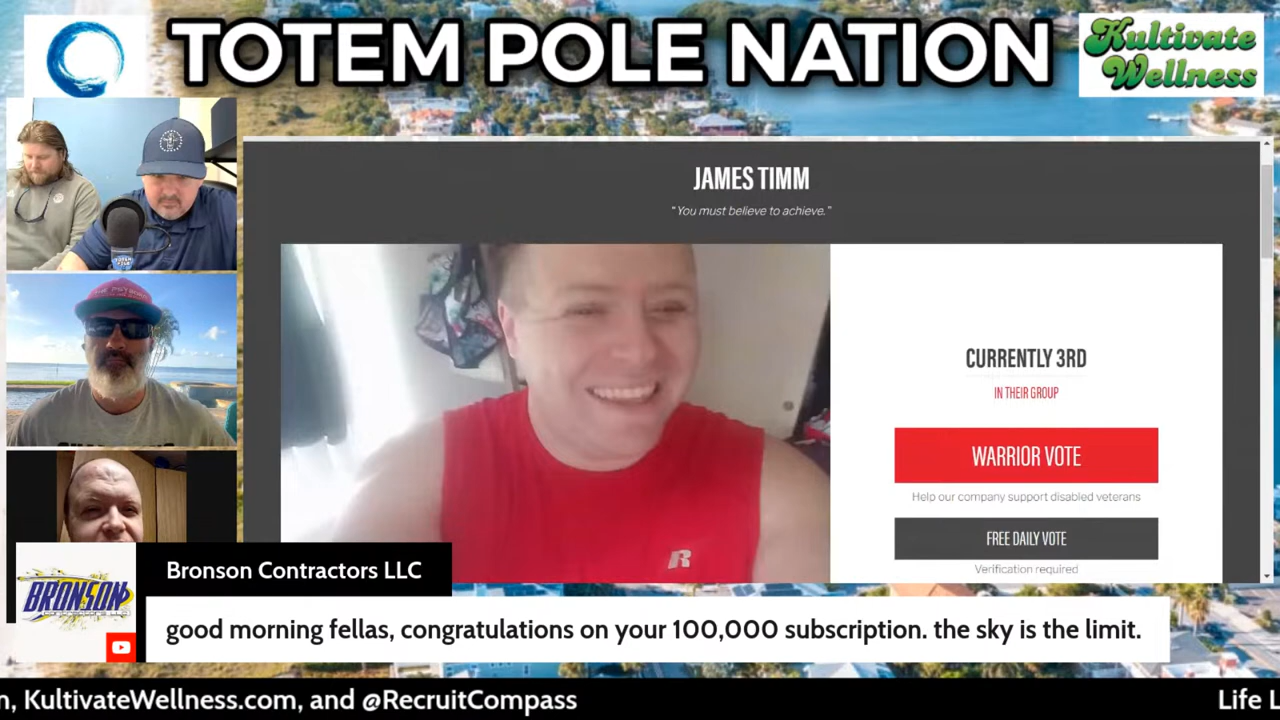 TOTEM POLE NATION
Kultivate
Wellness
JAMES TIMM
“You must believe to achieve.”
CURRENTLY 3RD
IN THEIR GROUP
WARRIOR VOTE
Help our company support disabled veterans
FREE DAILY VOTE
Verification required
R
BRONSON
Bronson Contractors LLC
good morning fellas, congratulations on your 100,000 subscription. the sky is the limit.
, KultivateWellness.com, and @RecruitCompass
Life